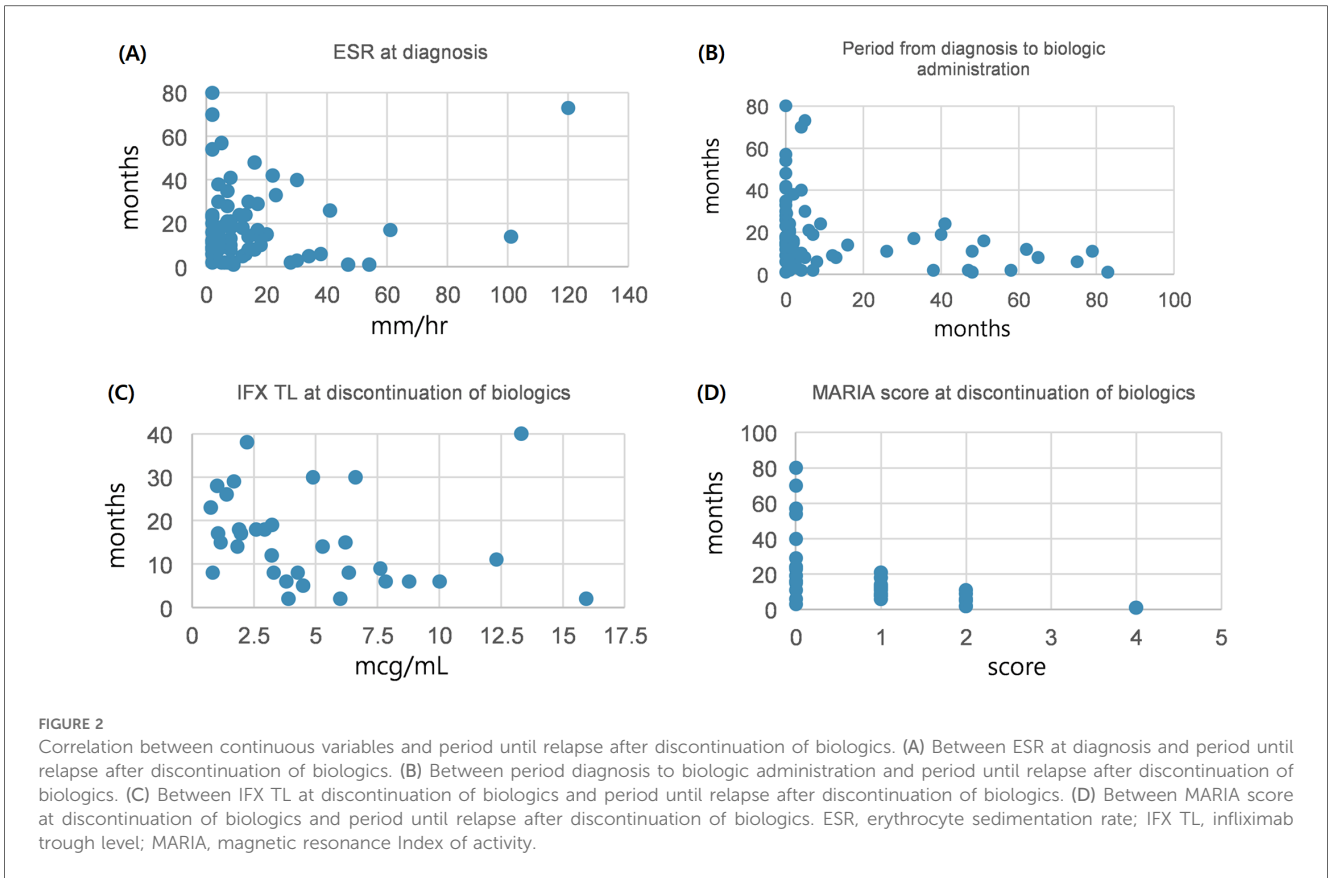 (A)
ESR at diagnosis
months
80
60
40
20
0
0 20 40 60 80 100 120 140
mm/hr
(B)
Period from diagnosis to biologic
administration
months
80
60
40
20
0
0 20 40 60 80 100
months
(C)
IFX TL at discontinuation of biologics
months
40
30
20
10
0
0 2.5 5 7.5 10 12.5 15 17.5
mcg/mL
(D)
MARIA score at discontinuation of biologics
months
100
80
60
40
20
0
0 1 2 3 4 5
score
FIGURE 2
Correlation between continuous variables and period until relapse after discontinuation of biologics. (A) Between ESR at diagnosis and period until
relapse after discontinuation of biologics. (B) Between period diagnosis to biologic administration and period until relapse after discontinuation of
biologics. (C) Between IFX TL at discontinuation of biologics and period until relapse after discontinuation of biologics. (D) Between MARIA score
at discontinuation of biologics and period until relapse after discontinuation of biologics. ESR, erythrocyte sedimentation rate; IFX TL, infliximab
trough level; MARIA, magnetic resonance Index of activity.